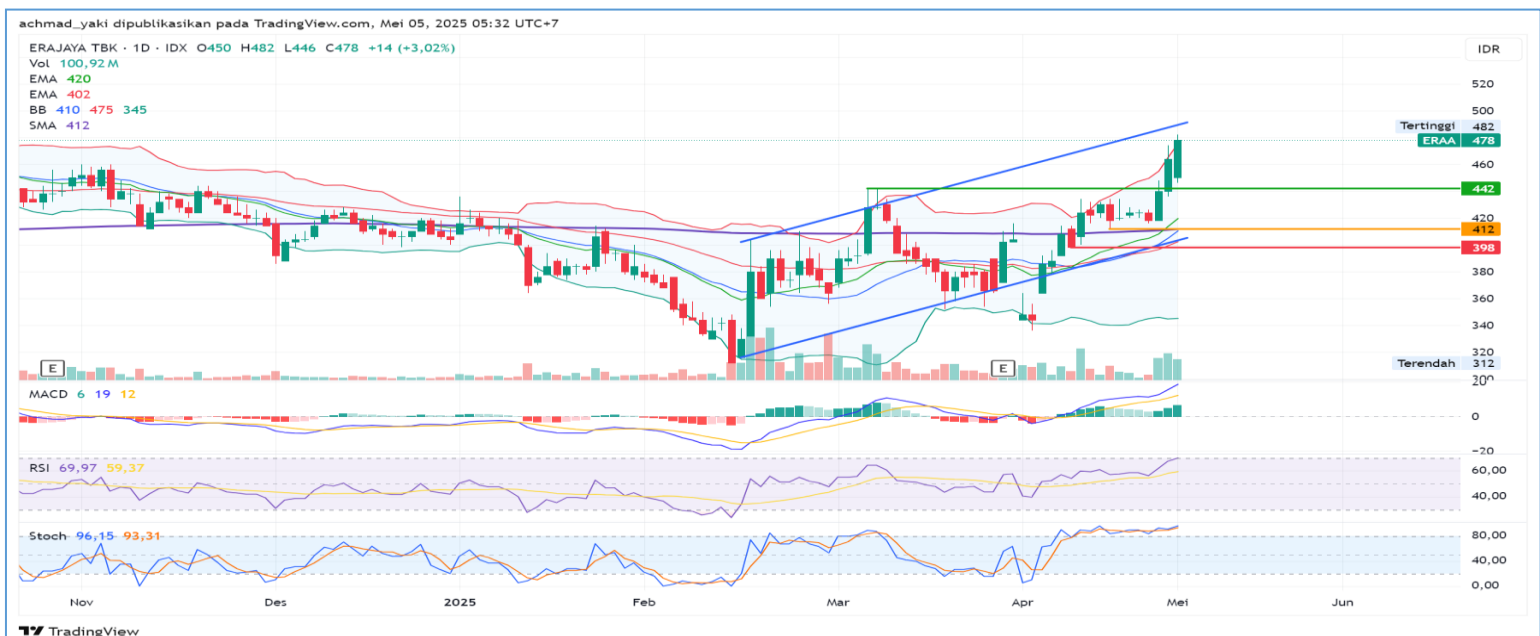 achmad_yaki dipublikasikan pada TradingView.com, Mei 05, 2025 05:32 UTC+7
ERAJAYA TBK · 1D · IDX O450 H482 L446 C478 +14 (+3,02%)
IDR
Vol 100,92 M
EMA 420
EMA 402
BB 410 475 345
SMA 412
520
500
Tertinggi 482
ERAA 478
460
442
420
412
398
380
360
340
320
Terendah 312
E
E
MACD 6 19 12
20
0
−20
RSI 69,97 59,37
60,00
40,00
Stoch 96,15 93,31
80,00
40,00
0,00
Nov Des 2025 Feb Mar Apr Mei Jun
TradingView